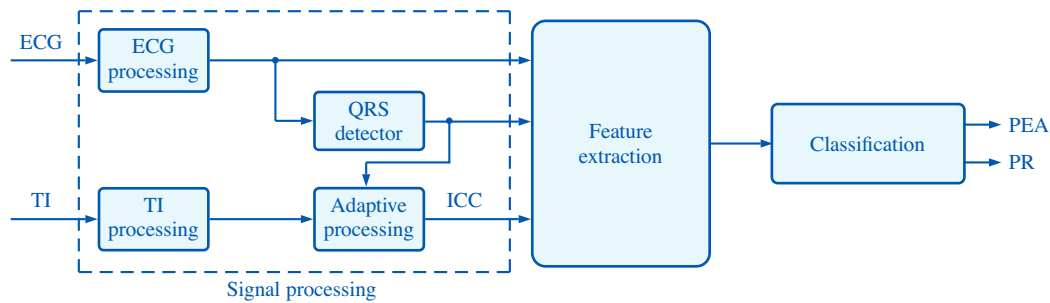 ECG
ECG
processing
QRS
detector
TI
TI
processing
Adaptive
processing
ICC
Signal processing
Feature
extraction
Classification
PEA
PR